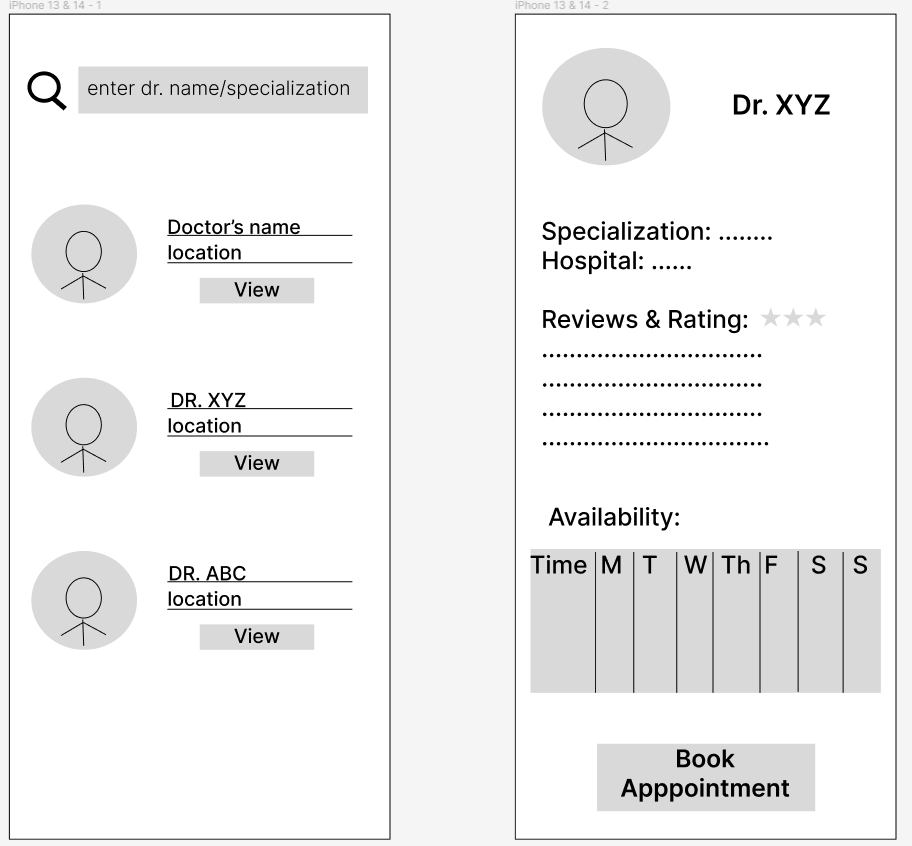 iPhone 13 & 14 - 1
enter dr. name/specialization
Doctor’s name
location
View
DR. XYZ
location
View
DR. ABC
location
View
iPhone 13 & 14 - 2
Dr. XYZ
Specialization: ........
Hospital: ......
Reviews & Rating:
................................
................................
................................
.................................
Availability:
Time M T W Th F S S
Book
Apppointment